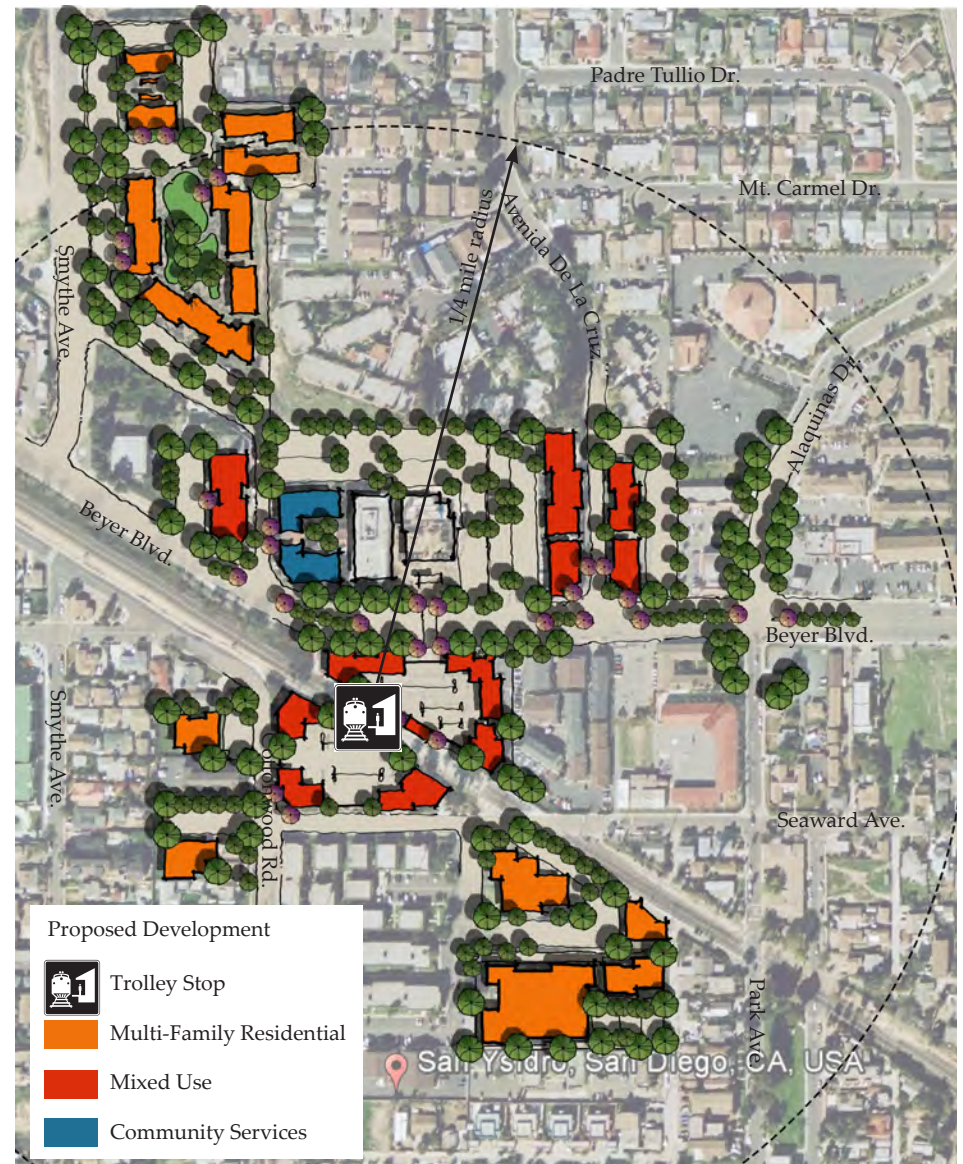 Padre Tullio Dr.
Mt. Carmel Dr.
1/4 mile radius
Avenida De La Cruz
Smythe Ave.
Alaquinas Dr.
Beyer Blvd.
Beyer Blvd.
Smythe Ave.
Seaward Ave.
wood Rd.
Park Ave.
San Ysidro, San Diego, CA, USA
Proposed Development
Trolley Stop
Multi-Family Residential
Mixed Use
Community Services